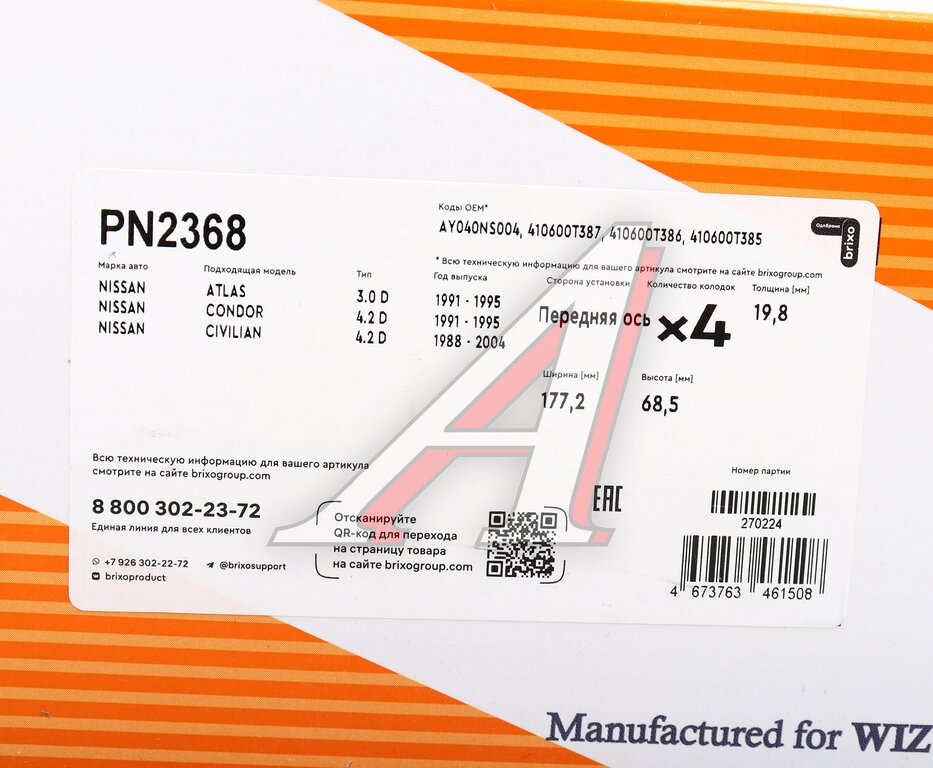 PN2368
Коды OEM*
AY040NS004, 410600T387, 410600T386, 410600T385
* Всю техническую информацию для вашего артикула смотрите на сайте brixogroup.com
Одобрено
brixo
Марка авто Подходящая модель Тип Год выпуска
NISSAN ATLAS 3.0 D 1991 - 1995
NISSAN CONDOR 4.2 D 1991 - 1995
NISSAN CIVILIAN 4.2 D 1988 - 2004
Сторона установки Количество колодок Толщина [мм]
Передняя ось x4 19,8
Ширина [мм] Высота [мм]
177,2 68,5
Всю техническую информацию для вашего артикула
смотрите на сайте brixogroup.com
8 800 302-23-72
Единая линия для всех клиентов
+7 926 302-22-72 @brixosupport
brixoproduct
Отсканируйте
QR-код для перехода
на страницу товара
на сайте brixogroup.com
EAC
Номер партии
270224
4 673763 461508
Manufactured for WIZ